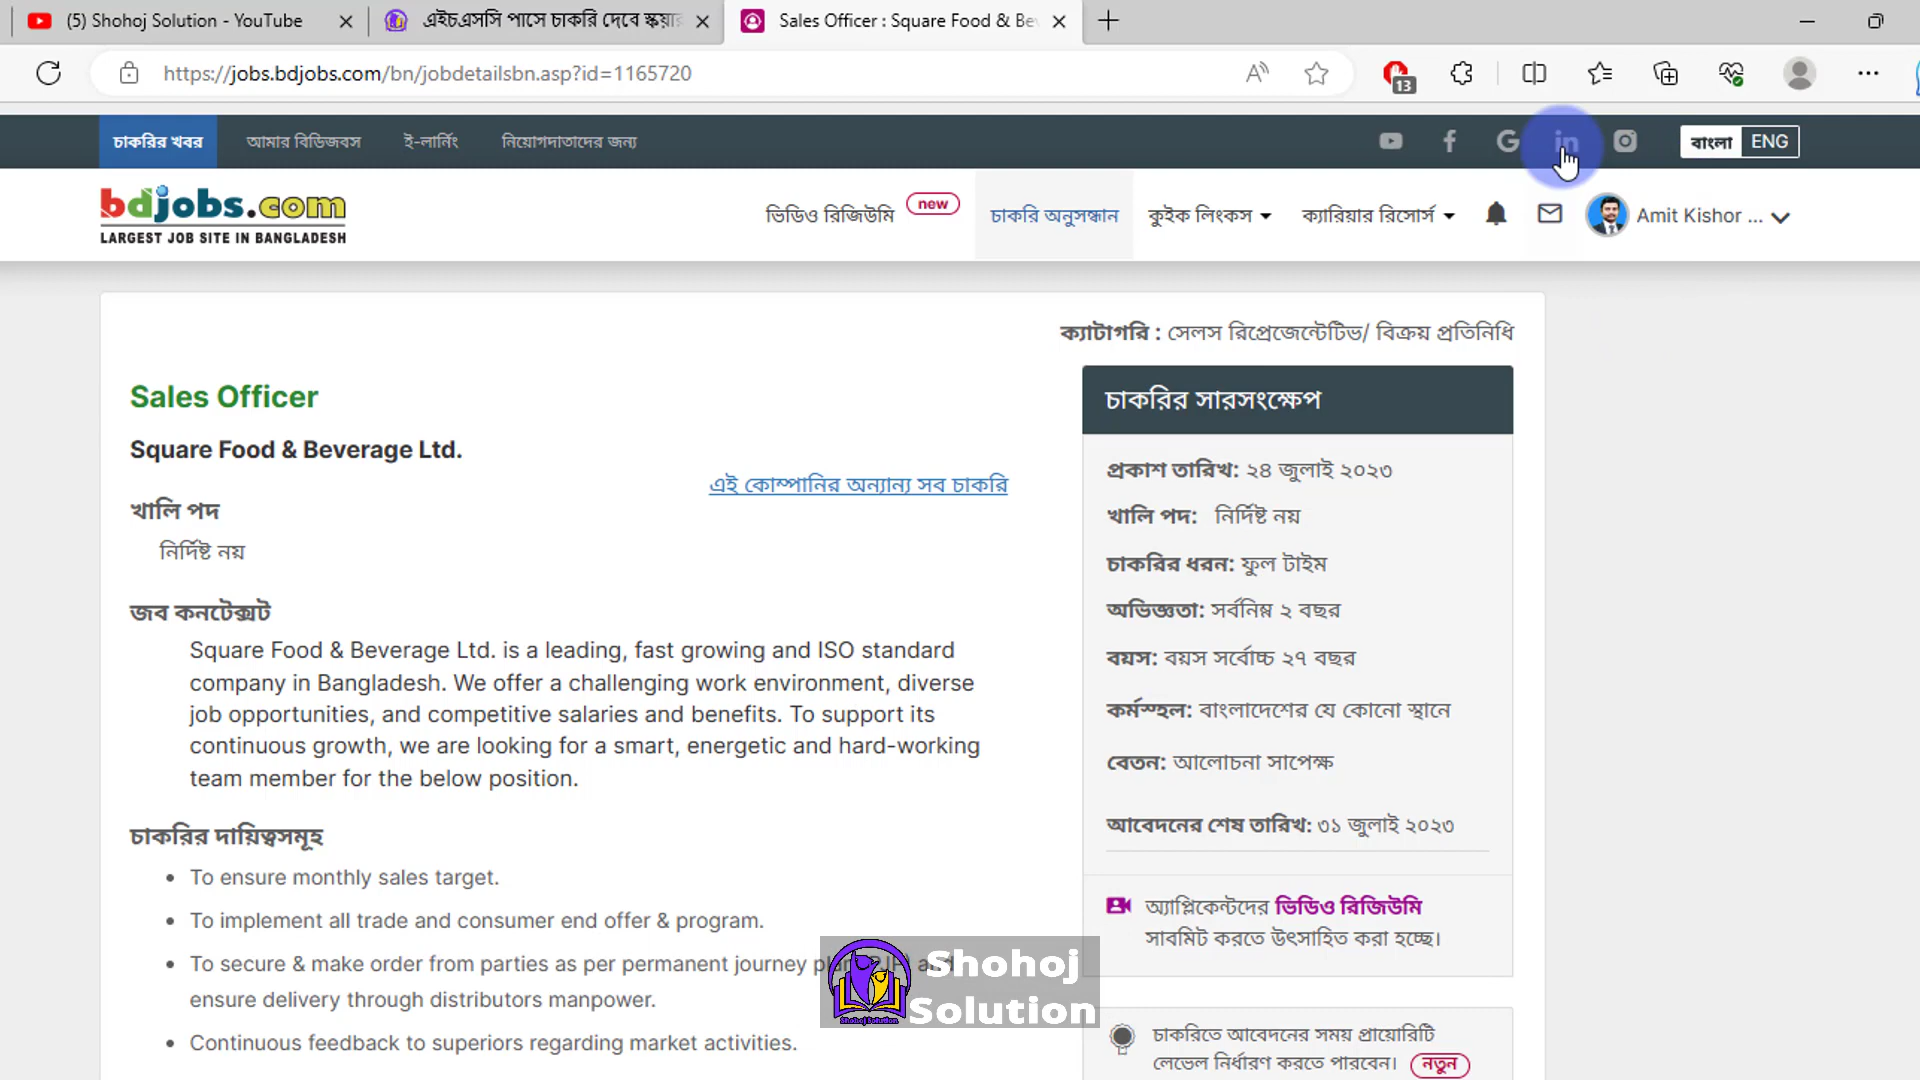 (5) Shohoj Solution - YouTube
এইচএসসি পাসে চাকরি দেবে স্কয়ার
Sales Officer : Square Food & Be
https://jobs.bdjobs.com/bn/jobdetailsbn.asp?id=1165720
13
চাকরির খবর
আমার বিডিজবস
ই-লার্নিং
নিয়োগদাতাদের জন্য
বাংলা ENG
bdjobs.com
LARGEST JOB SITE IN BANGLADESH
ভিডিও রিজিউমি new
চাকরি অনুসন্ধান
কুইক লিংকস
ক্যারিয়ার রিসোর্স
Amit Kishor ...
ক্যাটাগরি : সেলস রিপ্রেজেন্টেটিভ/ বিক্রয় প্রতিনিধি
Sales Officer
Square Food & Beverage Ltd.
এই কোম্পানির অন্যান্য সব চাকরি
খালি পদ
নির্দিষ্ট নয়
জব কনটেক্সট
Square Food & Beverage Ltd. is a leading, fast growing and ISO standard
company in Bangladesh. We offer a challenging work environment, diverse
job opportunities, and competitive salaries and benefits. To support its
continuous growth, we are looking for a smart, energetic and hard-working
team member for the below position.
চাকরির দায়িত্বসমূহ
• To ensure monthly sales target.
• To implement all trade and consumer end offer & program.
• To secure & make order from parties as per permanent journey plan (PJP) and
ensure delivery through distributors manpower.
• Continuous feedback to superiors regarding market activities.
চাকরির সারসংক্ষেপ
প্রকাশ তারিখ: ২৪ জুলাই ২০২৩
খালি পদ: নির্দিষ্ট নয়
চাকরির ধরন: ফুল টাইম
অভিজ্ঞতা: সর্বনিম্ন ২ বছর
বয়স: বয়স সর্বোচ্চ ২৭ বছর
কর্মস্হল: বাংলাদেশের যে কোনো স্থানে
বেতন: আলোচনা সাপেক্ষ
আবেদনের শেষ তারিখ: ৩১ জুলাই ২০২৩
অ্যাপ্লিকেন্টদের ভিডিও রিজিউমি
সাবমিট করতে উৎসাহিত করা হচ্ছে।
চাকরিতে আবেদনের সময় প্রায়োরিটি
লেভেল নির্ধারণ করতে পারবেন। নতুন
Shohoj
Solution
Shohoj Solution